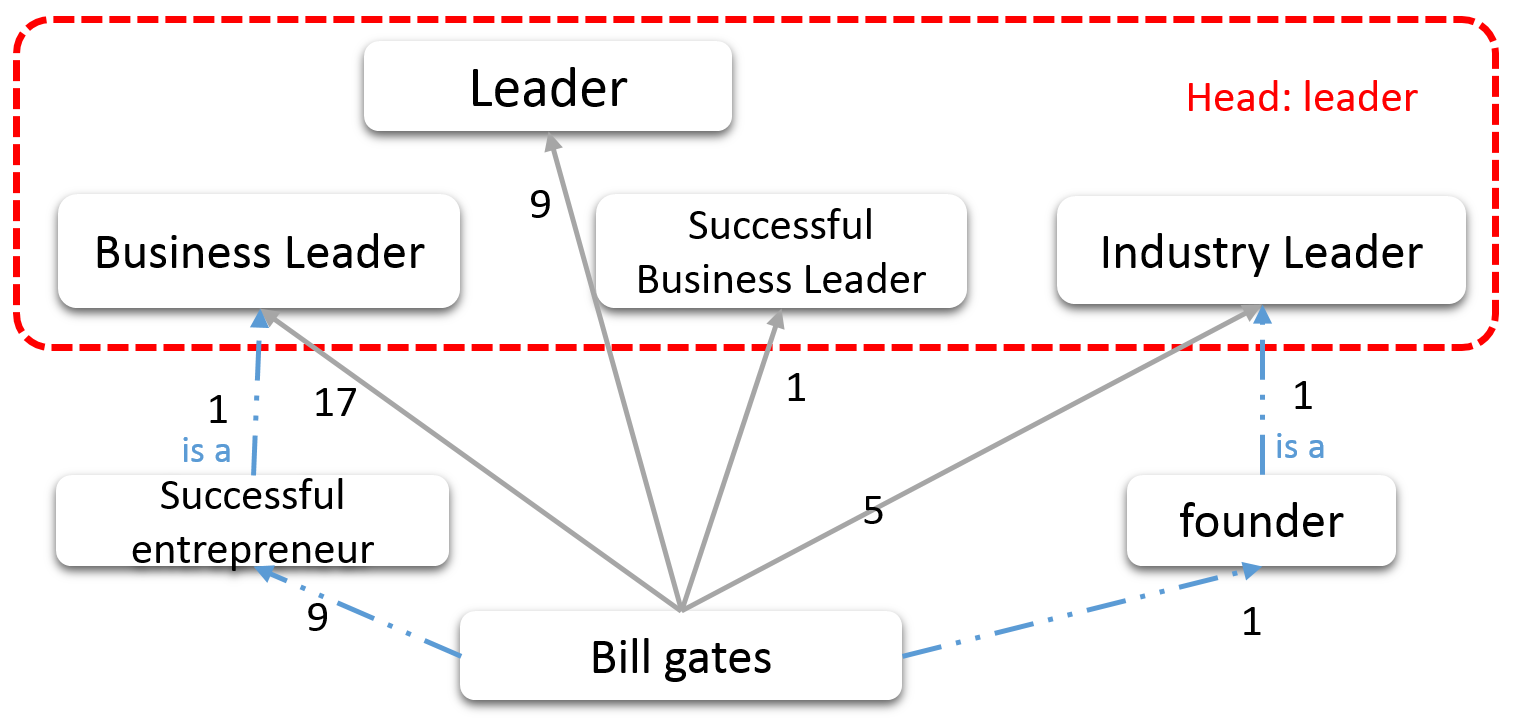 Leader
Head: leader
9
Business Leader
Successful
Business Leader
Industry Leader
1
17
1
1
is a
is a
Successful
entrepreneur
5
founder
9
1
Bill gates